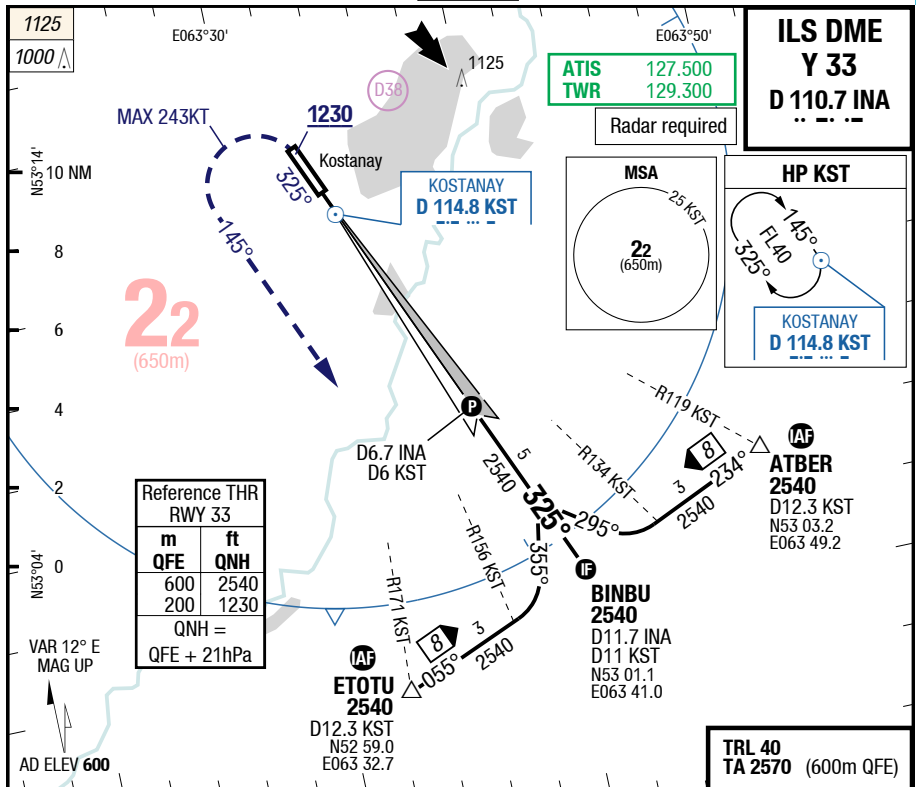 1125
1000
E063°30'
E063°50'
ILS DME
Y 33
D 110.7 INA
ATIS 127.500
TWR 129.300
Radar required
D38
1125
MAX 243KT
1230
Kostanay
325°
145°
KOSTANAY
D 114.8 KST
MSA
25 KST
22
(650m)
HP KST
145°
FL40
325°
KOSTANAY
D 114.8 KST
N53°14'
10 NM
8
6
4
2
0
N53°04'
22
(650m)
P
D6.7 INA
D6 KST
5
2540
325°
R119 KST
R134 KST
R156 KST
R171 KST
IAF
ATBER
2540
D12.3 KST
N53 03.2
E063 49.2
8
234°
3
2540
295°
355°
IF
BINBU
2540
D11.7 INA
D11 KST
N53 01.1
E063 41.0
8
3
055°
2540
IAF
ETOTU
2540
D12.3 KST
N52 59.0
E063 32.7
Reference THR
RWY 33
m ft
QFE QNH
600 2540
200 1230
QNH =
QFE + 21hPa
VAR 12° E
MAG UP
AD ELEV 600
TRL 40
TA 2570 (600m QFE)